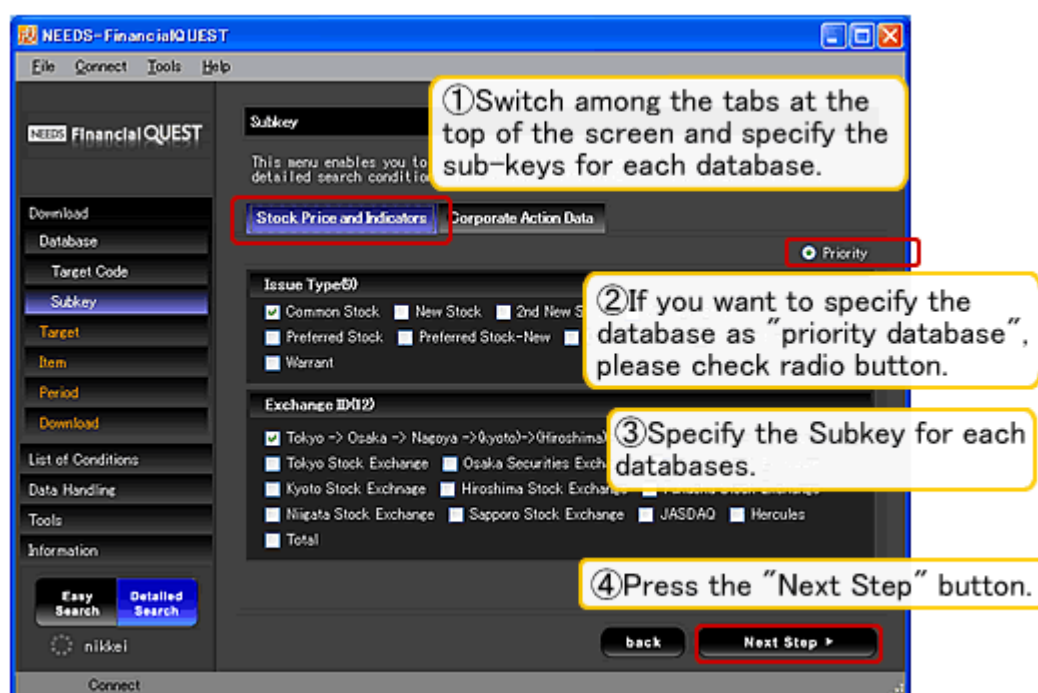 NEEDS-FinancialQUEST
File Connect Tools Help
NEEDS Financial QUEST
①Switch among the tabs at the
top of the screen and specify the
sub-keys for each database.
Subkey
This menu enables you to
detailed search
Download
Database
Target Code
Subkey
Target
Item
Period
Download
List of Conditions
Data Handling
Tools
Information
Easy Search
Detailed Search
nikkei
Connect
Stock Price and Indicators Corporate Action Data
Priority
②If you want to specify the
database as "priority database",
please check radio button.
Issue Type(9)
Common Stock New Stock 2nd New
Preferred Stock Preferred Stock-New
Warrant
Exchange ID(12)
Tokyo -> Osaka -> Nagoya ->(kyoto)->(Hiroshima)
Tokyo Stock Exchange Osaka Securities
Kyoto Stock Exchnage Hiroshima Stock Exchange
Niigata Stock Exchange Sapporo Stock Exchange JASDAQ Hercules
Total
③Specify the Subkey for each
databases.
④Press the "Next Step" button.
back Next Step